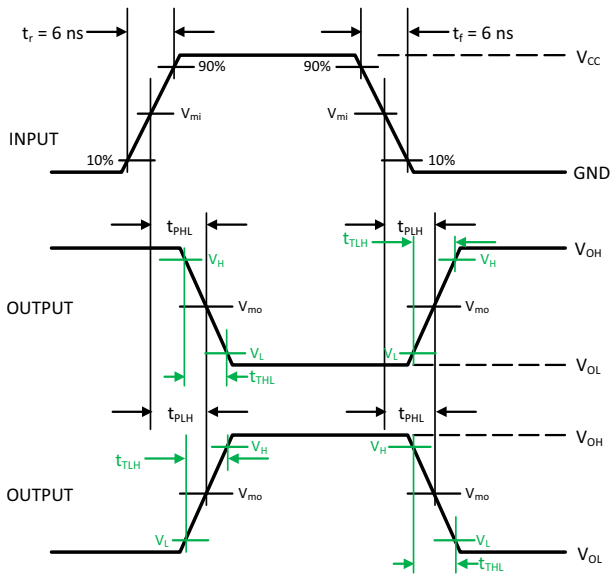 tr = 6 ns
tf = 6 ns
90%
90%
VCC
Vmi
Vmi
INPUT
10%
10%
GND
tPHL
tPLH
tTLH
VH
VH
VOH
OUTPUT
Vmo
Vmo
VL
VL
VOL
tTHL
tPLH
tPHL
VOH
VH
VH
tTLH
OUTPUT
Vmo
Vmo
VL
VL
VOL
tTHL